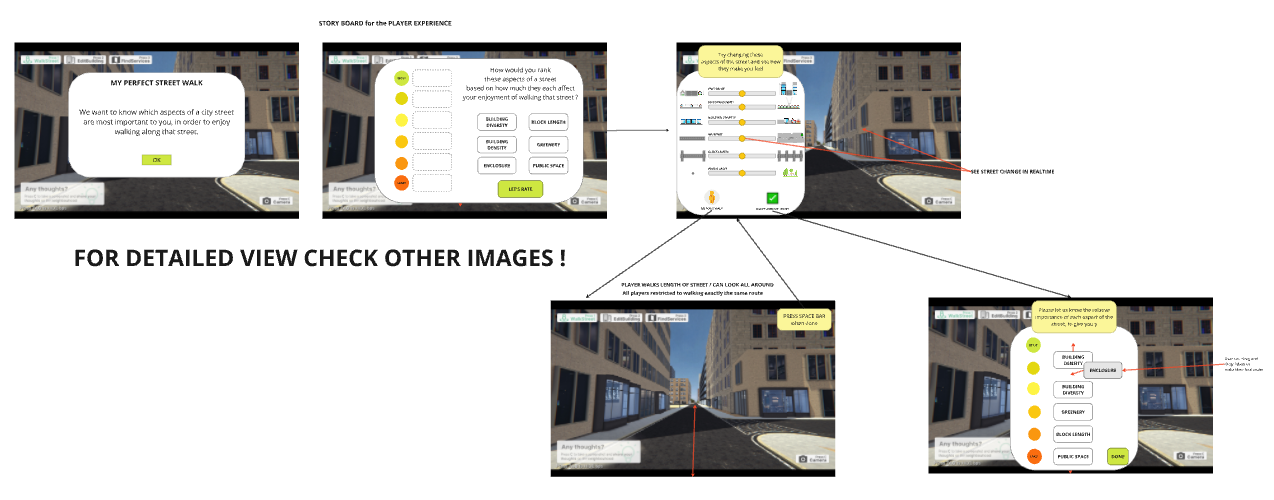 STORY BOARD for the PLAYER EXPERIENCE
MY PERFECT STREET WALK
We want to know which aspects of a city street
are most important to you, in order to enjoy
walking along that street.
OK
Any thoughts?
Camera
How would you rank
these aspects of a street
based on how much they each affect
your enjoyment of walking that street ?
BUILDING
DIVERSITY
BLOCK LENGTH
BUILDING
DENSITY
GREENERY
ENCLOSURE
PUBLIC SPACE
LET'S RATE
Camera
Try changing these
aspects of the street and see how
they make you feel
Camera
SEE STREET CHANGE IN REALTIME
FOR DETAILED VIEW CHECK OTHER IMAGES !
PLAYER WALKS LENGTH OF STREET / CAN LOOK ALL AROUND
All players restricted to walking exactly the same route
WalkStreet
EditBuilding
FindServices
PRESS SPACE BAR
when done
Any thoughts?
Camera
Please let us know the relative
importance of each aspect of the
street, to give you a
BUILDING
DENSITY
ENCLOSURE
BUILDING
DIVERSITY
GREENERY
BLOCK LENGTH
PUBLIC SPACE
DONE
Camera